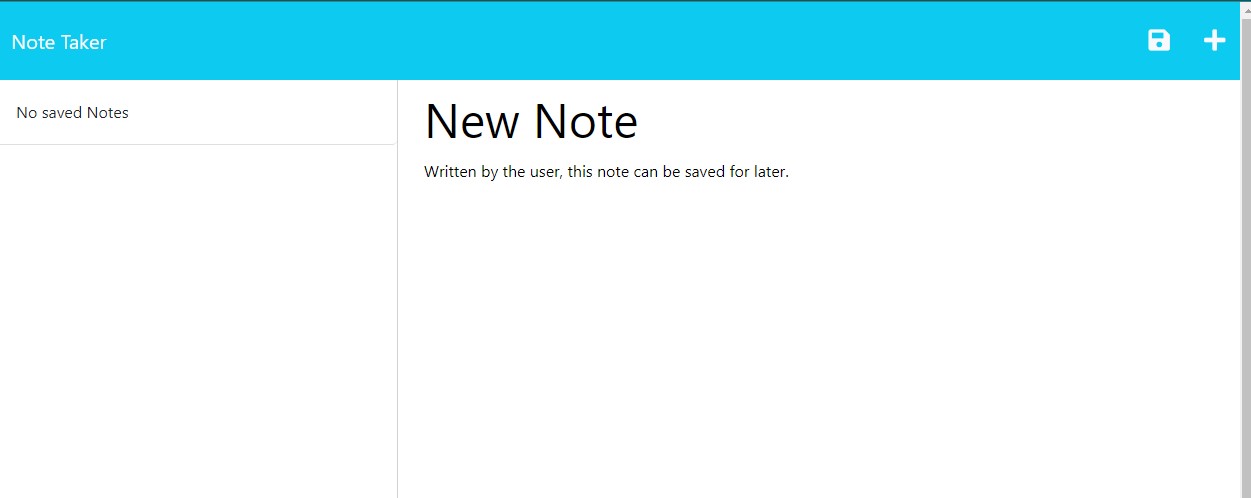 Note Taker
No saved Notes
New Note
Written by the user, this note can be saved for later.